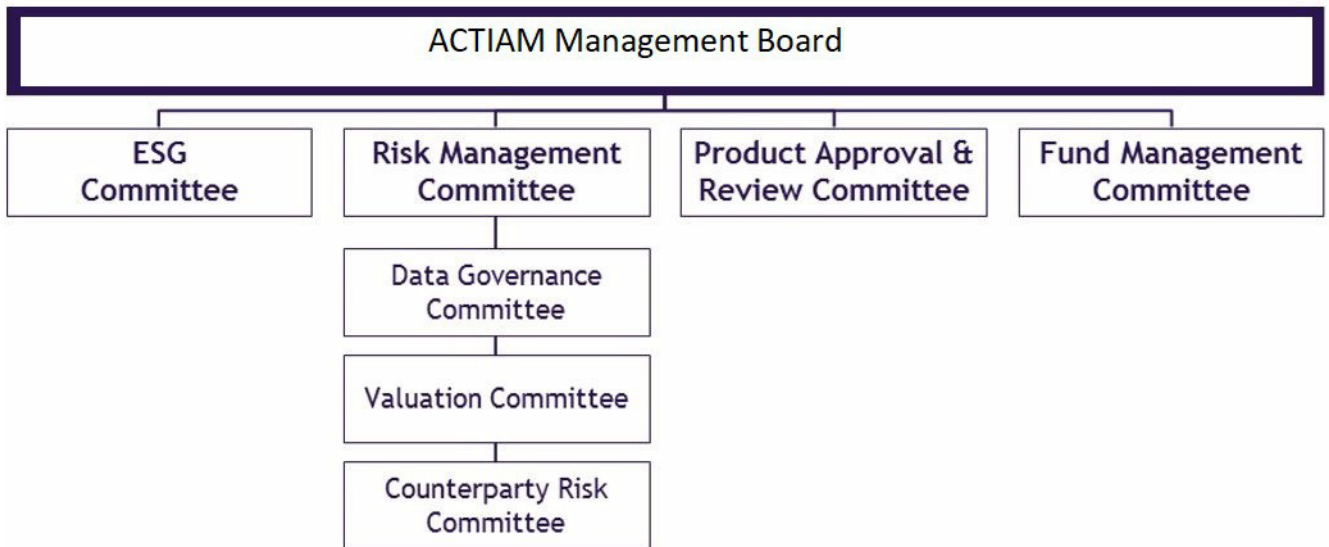 ACTIAM Management Board
ESG
Committee
Risk Management
Committee
Product Approval &
Review Committee
Fund Management
Committee
Data Governance
Committee
Valuation Committee
Counterparty Risk
Committee